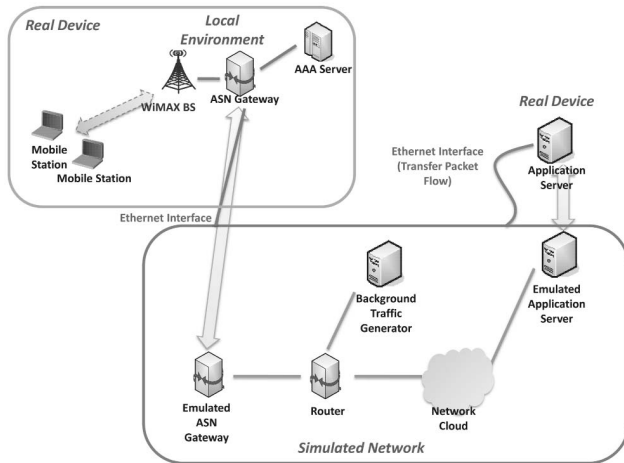 Real Device
Local
Environment
AAA Server
WiMAX BS
ASN Gateway
Mobile
Station
Mobile Station
Ethernet Interface
Real Device
Ethernet Interface
(Transfer Packet
Flow)
Application
Server
Background
Traffic
Generator
Emulated
Application
Server
Emulated
ASN
Gateway
Router
Network
Cloud
Simulated Network